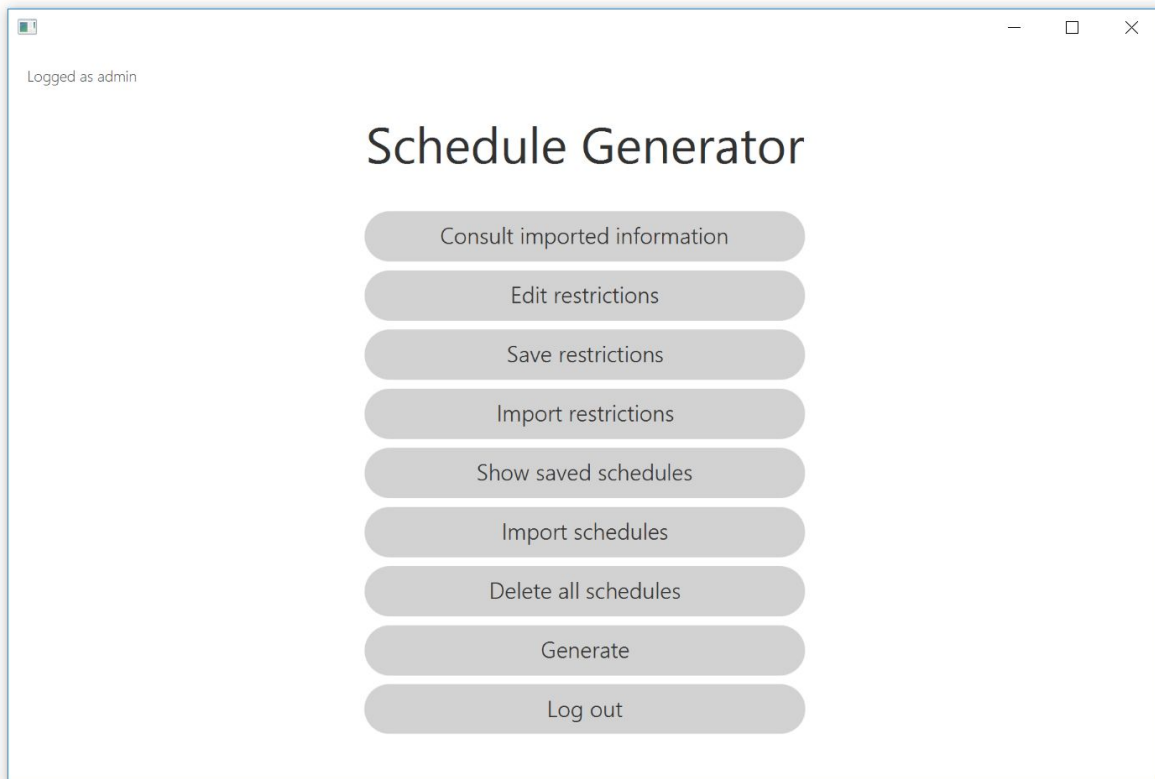 Logged as admin
Schedule Generator
Consult imported information
Edit restrictions
Save restrictions
Import restrictions
Show saved schedules
Import schedules
Delete all schedules
Generate
Log out